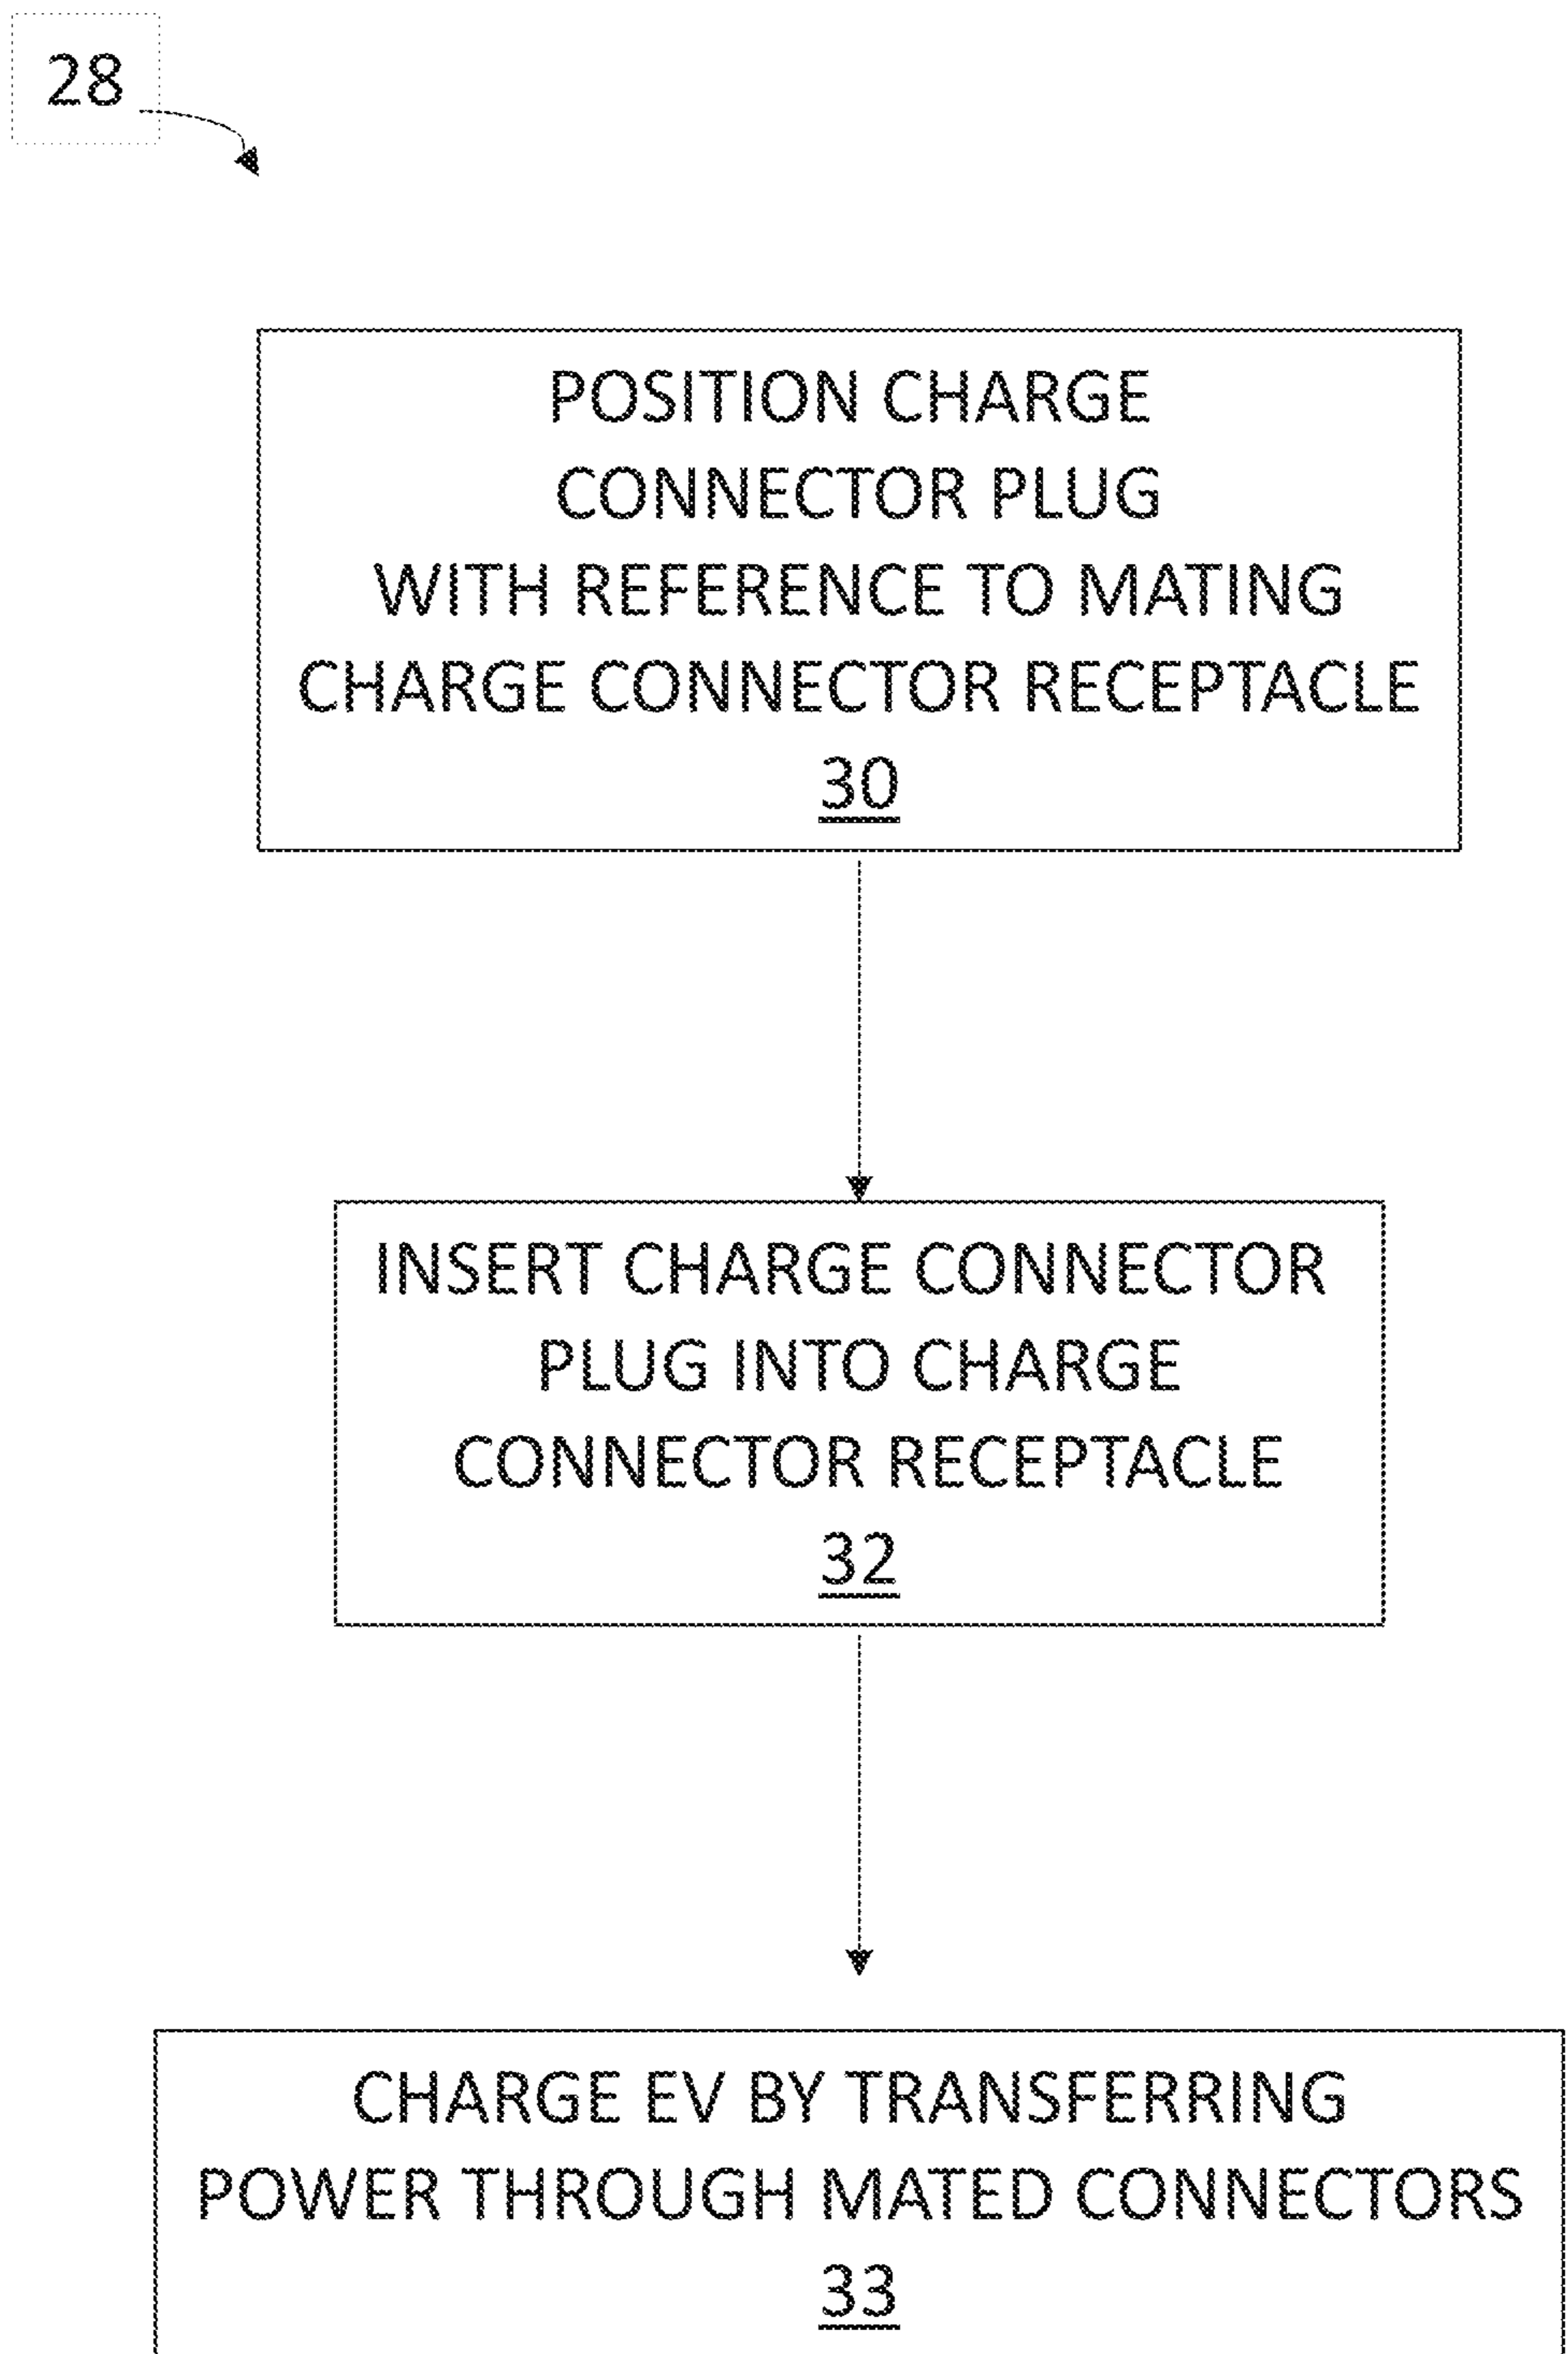 28
POSITION CHARGE
CONNECTOR PLUG
WITH REFERENCE TO MATING
CHARGE CONNECTOR RECEPTACLE
30
INSERT CHARGE CONNECTOR
PLUG INTO CHARGE
CONNECTOR RECEPTACLE
32
CHARGE EV BY TRANSFERRING
POWER THROUGH MATED CONNECTORS
33